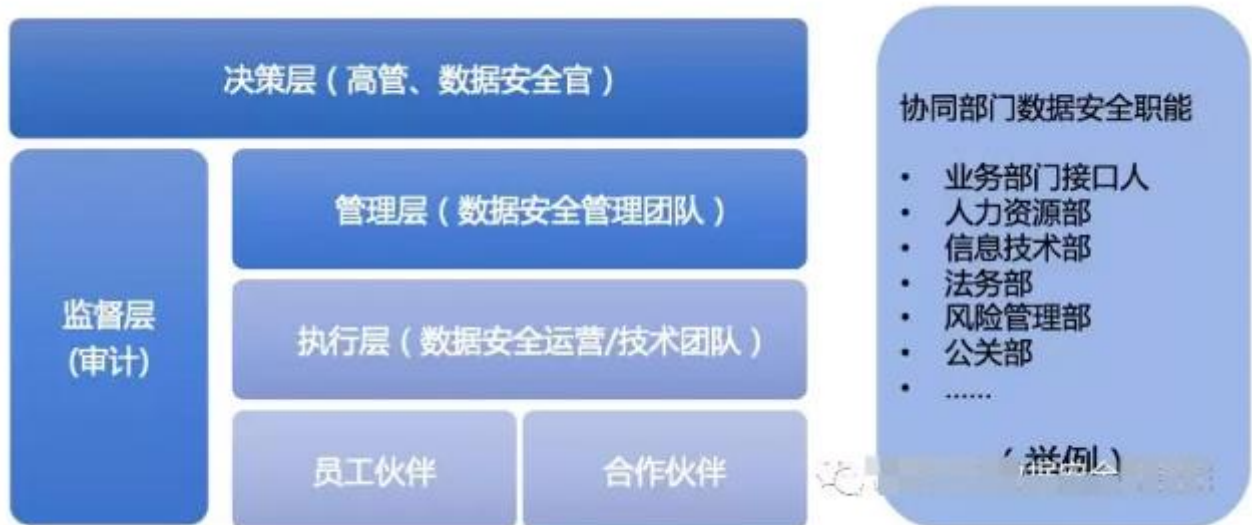 决策层（高管、数据安全官）
监督层
(审计)
管理层（数据安全管理团队）
执行层（数据安全运营/技术团队）
员工伙伴
合作伙伴
协同部门数据安全职能
• 业务部门接口人
• 人力资源部
• 信息技术部
• 法务部
• 风险管理部
• 公关部
• ......
（举例）